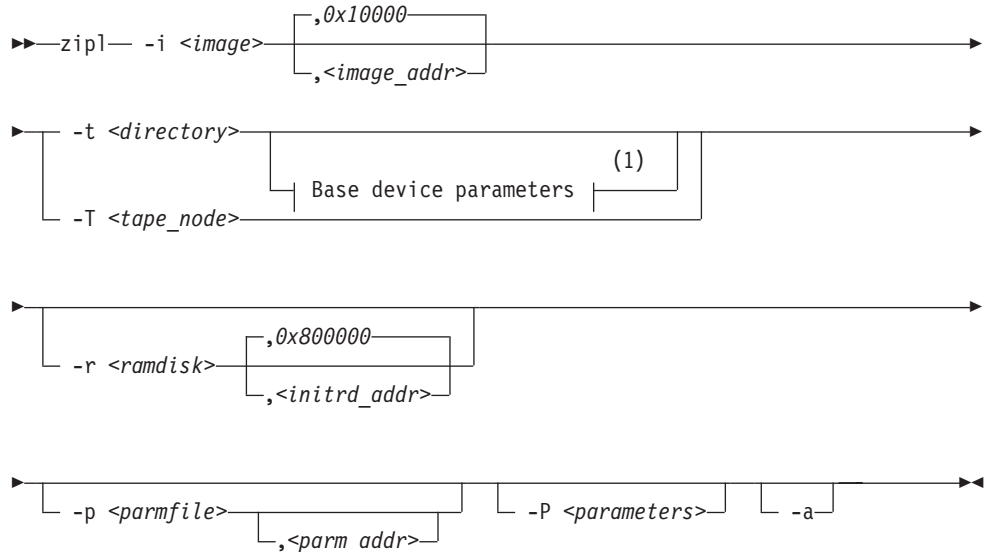 ,0x10000
zipl -i <image>
,<image_addr>
-t <directory>
(1)
Base device parameters
-T <tape_node>
,0x800000
-r <ramdisk>
,<initrd_addr>
-p <parmfile> -P <parameters> -a
,<parm addr>